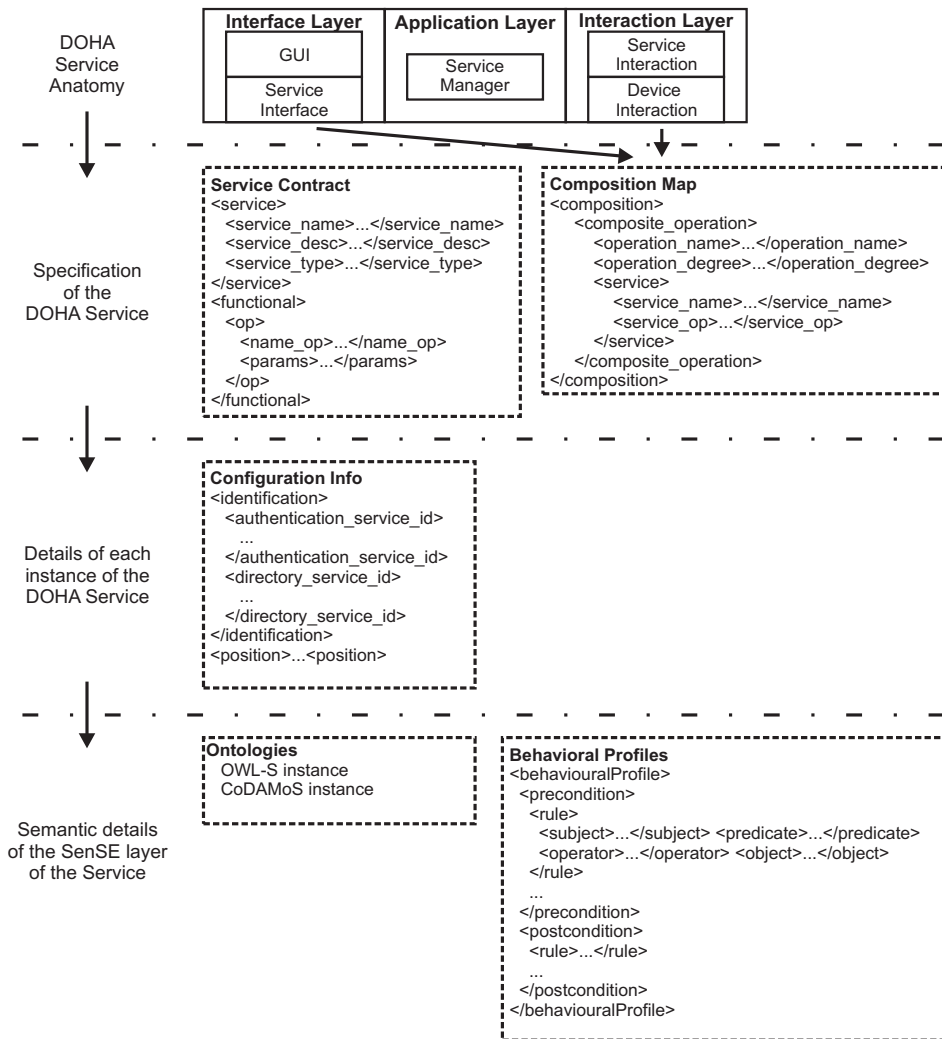 DOHA
Service
Anatomy
Interface Layer
GUI
Service
Interface
Application Layer
Service
Manager
Interaction Layer
Service
Interaction
Device
Interaction
Specification
of the
DOHA Service
Service Contract
<service>
<service_name>...</service_name>
<service_desc>...</service_desc>
<service_type>...</service_type>
</service>
<functional>
<op>
<name_op>...</name_op>
<params>...</params>
</op>
</functional>
Composition Map
<composition>
<composite_operation>
<operation_name>...</operation_name>
<operation_degree>...</operation_degree>
<service>
<service_name>...</service_name>
<service_op>...</service_op>
</service>
</composite_operation>
</composition>
Details of each
instance of the
DOHA Service
Configuration Info
<identification>
<authentication_service_id>
...
</authentication_service_id>
<directory_service_id>
...
</directory_service_id>
</identification>
<position>...<position>
Semantic details
of the SenSE layer
of the Service
Ontologies
OWL-S instance
CoDAMoS instance
Behavioral Profiles
<behaviouralProfile>
<precondition>
<rule>
<subject>...</subject> <predicate>...</predicate>
<operator>...</operator> <object>...</object>
</rule>
...
</precondition>
<postcondition>
<rule>...</rule>
...
</postcondition>
</behaviouralProfile>